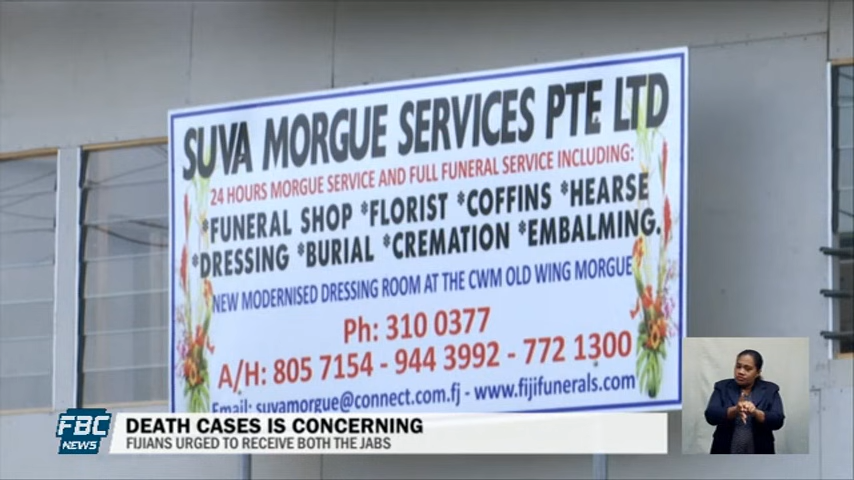 SUVA MORGUE SERVICES PTE LTD
24 HOURS MORGUE SERVICE AND FULL FUNERAL SERVICE INCLUDING:
*FUNERAL SHOP *FLORIST *COFFINS *HEARSE
*DRESSING *BURIAL *CREMATION *EMBALMING.
NEW MODERNISED DRESSING ROOM AT THE CWM OLD WING MORGUE
Ph: 310 0377
A/H: 805 7154 - 944 3992 - 772 1300
Email: suvamorgue@connect.com.fj - www.fijifunerals.com
FBC
NEWS
DEATH CASES IS CONCERNING
FIJIANS URGED TO RECEIVE BOTH THE JABS